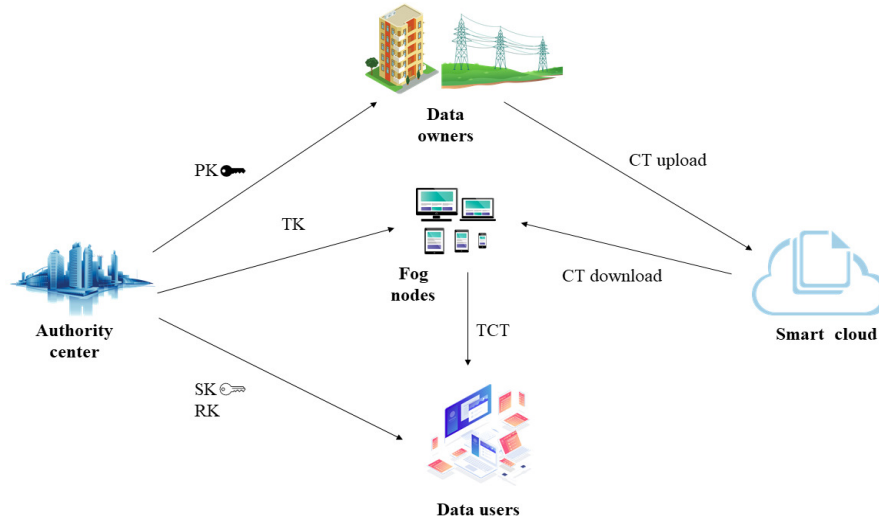 Data
owners
PK
CT upload
TK
Fog
nodes
CT download
Authority
center
Smart cloud
TCT
SK
RK
Data users